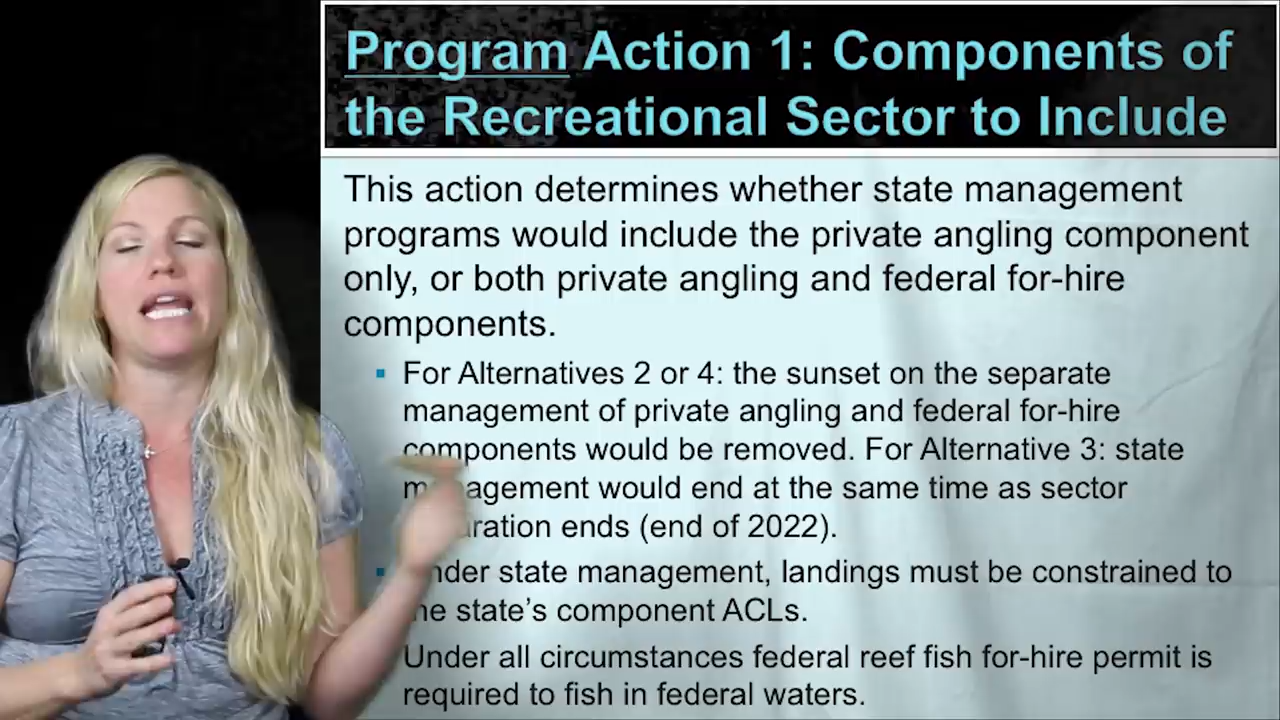 Program Action 1: Components of
the Recreational Sector to Include
This action determines whether state management
programs would include the private angling component
only, or both private angling and federal for-hire
components.
For Alternatives 2 or 4: the sunset on the separate
management of private angling and federal for-hire
components would be removed. For Alternative 3: state
management would end at the same time as sector
ends (end of 2022).
Under state management, landings must be constrained to
the state's component ACLs.
Under all circumstances federal reef fish for-hire permit is
required to fish in federal waters.